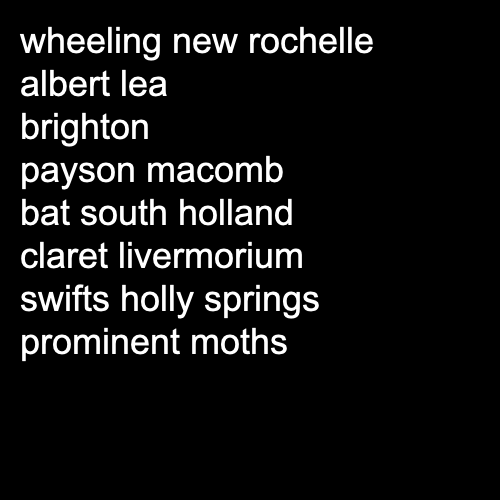 wheeling new rochelle
albert lea
brighton
payson macomb
bat south holland
claret livermorium
swifts holly springs
prominent moths